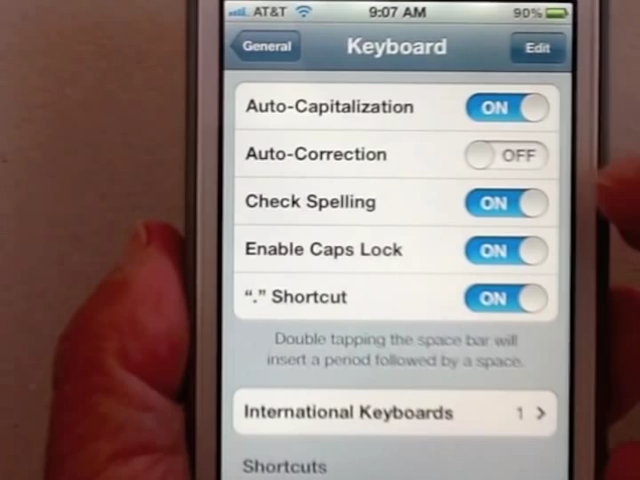 AT&T 9:07 AM 90%
General Keyboard Edit
Auto-Capitalization ON
Auto-Correction OFF
Check Spelling ON
Enable Caps Lock ON
“.” Shortcut ON
Double tapping the space bar will
insert a period followed by a space.
International Keyboards 1
Shortcuts